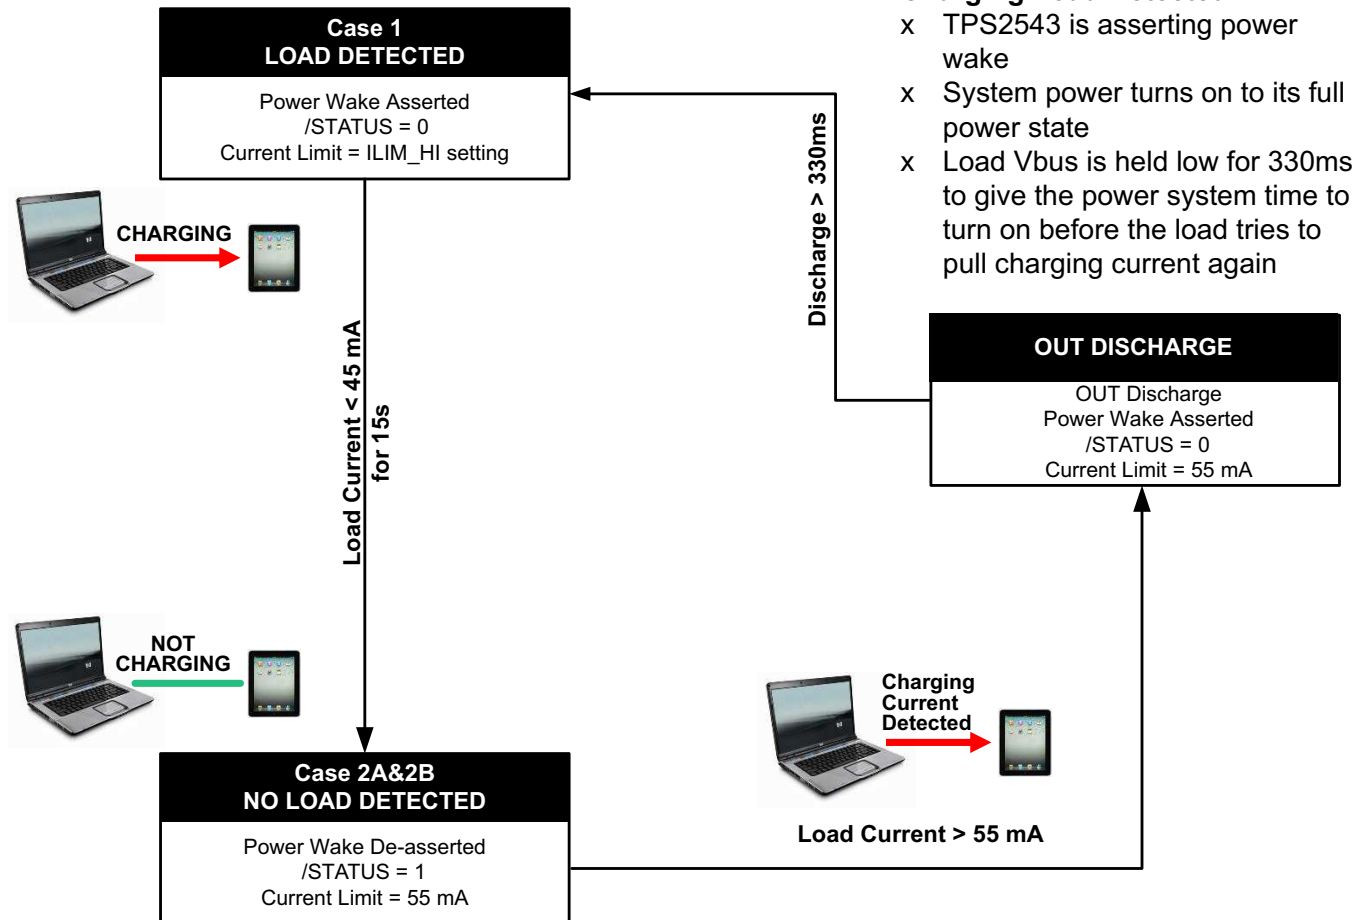 Case 1
LOAD DETECTED
Power Wake Asserted
/STATUS = 0
Current Limit = ILIM_HI setting
x TPS2543 is asserting power
wake
x System power turns on to its full
power state
x Load Vbus is held low for 330ms
to give the power system time to
turn on before the load tries to
pull charging current again
CHARGING
Discharge > 330ms
Load Current < 45 mA
for 15s
OUT DISCHARGE
OUT Discharge
Power Wake Asserted
/STATUS = 0
Current Limit = 55 mA
NOT
CHARGING
Charging
Current
Detected
Load Current > 55 mA
Case 2A&2B
NO LOAD DETECTED
Power Wake De-asserted
/STATUS = 1
Current Limit = 55 mA